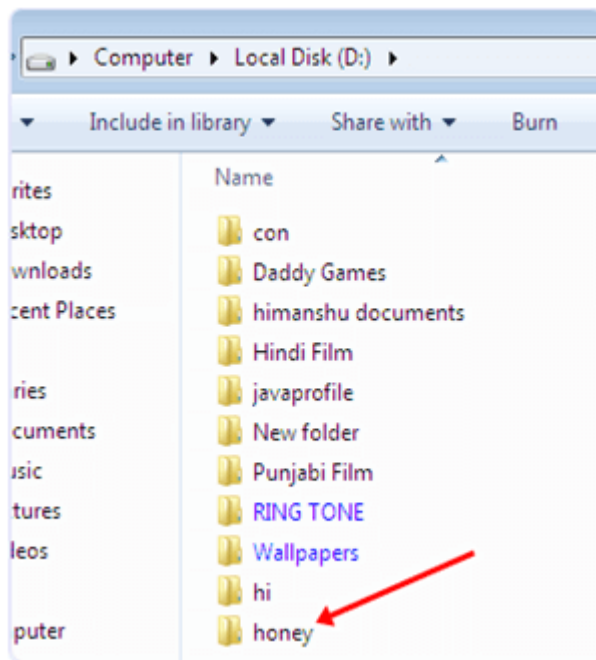 Computer Local Disk (D:)
Include in library Share with Burn
Name
rites
sktop
wnloads
cent Places
ries
cuments
usic
tures
leos
puter
con
Daddy Games
himanshu documents
Hindi Film
javaprofile
New folder
Punjabi Film
RING TONE
Wallpapers
hi
honey